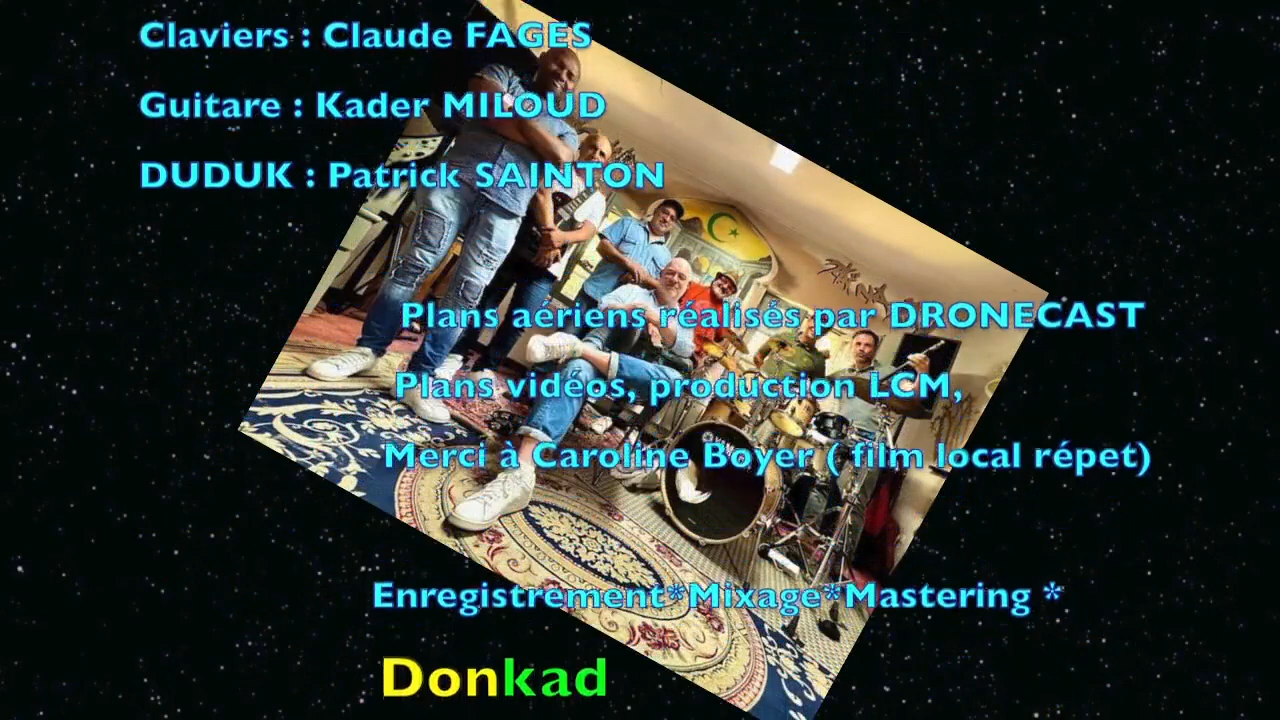 Claviers : Claude FAGES
Guitare : Kader MILOUD
DUDUK : Patrick SAINTON
Plans aériens réalisés par DRONECAST
Plans vidéos, production LCM,
Merci à Caroline Boyer ( film local répet)
Enregistrement*Mixage*Mastering *
Donkad